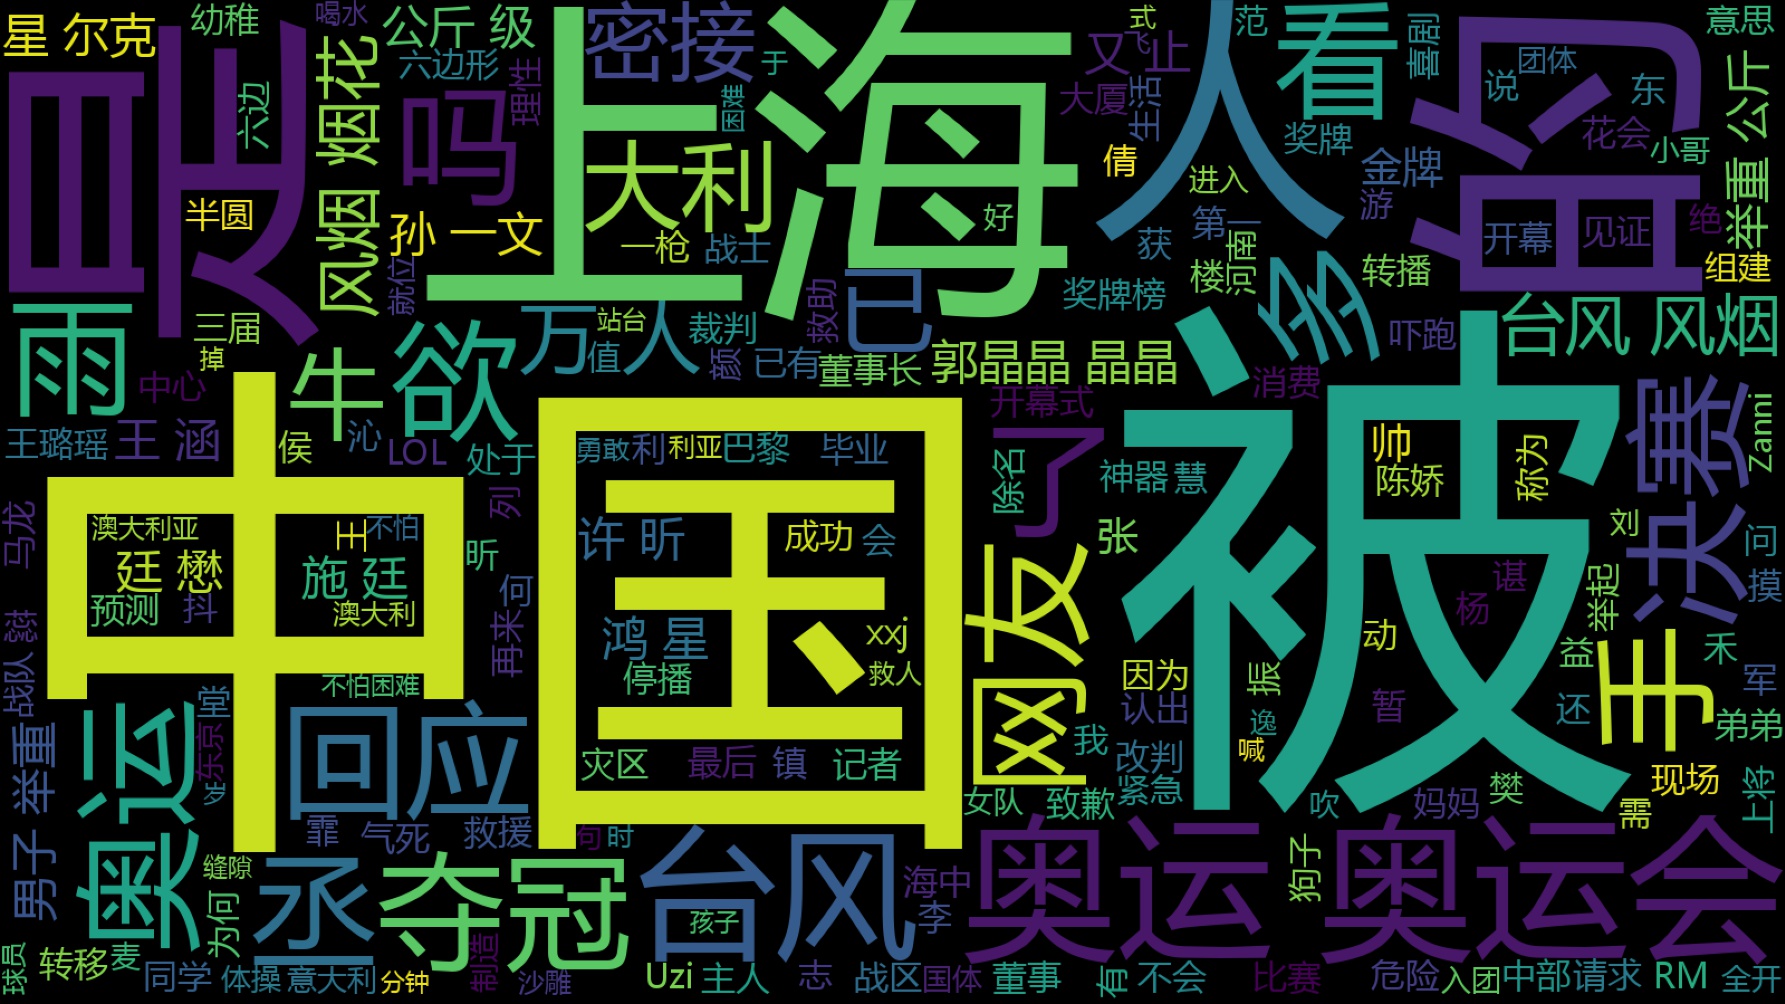 星 尔克
幼稚
喝水
公斤 级
密接
上海
式
又 止
飞
范
看
喜剧
的
说
团体
意思
是
六边
风烟 烟花
六边形
理性
吗
于
困难
大利
大厦
生活
人
奖牌
东
花会
小哥
举重 公斤
倩
进入
金牌
游
开幕
见证
绝
组建
半圆
孙 一文
一枪
战士
好
获
第一
楼
河南
多
转播
雨
三届
掉
就位
万人
站台
值
裁判
救助
已
颜
已有
董事长
郭晶晶 晶晶
奖牌榜
吓跑
台风 风烟
中心
牛
欲
消费
开幕式
王璐瑶
王 涵
侯
沁
LOL
处于
勇敢
利
利亚
巴黎
毕业
了
除名
神器
慧
被
帅
陈娇
称为
决赛
Zanni
马龙
澳大利亚
王
不怕
列
中国
许 昕
成功
会
张
刘
问
廷 懋
施 廷
昕
何
预测
抖
澳大利
再来
鸿 星
xxj
网友
谌
杨
举起
摸
动
手
益
禾
战队
不怕困难
停播
救人
因为
认出
振
逸
暂
还
军
弟弟
男子 举重
奥运
堂
东京
岁
回应
灾区
最后
镇
记者
我
改判
紧急
喊
现场
霏
气死
救援
句
时
女队
致歉
吹
妈妈
樊
需
上将
缝隙
为何
丞
夺冠
台风
孩子
海中
李
奥运
狗子
奥运会
球员
转移
麦
同学
体操
意大利
分钟
制造
沙雕
Uzi
主人
志
战区
国体
董事
有
不会
比赛
危险
入团
中部
请求
RM
全开